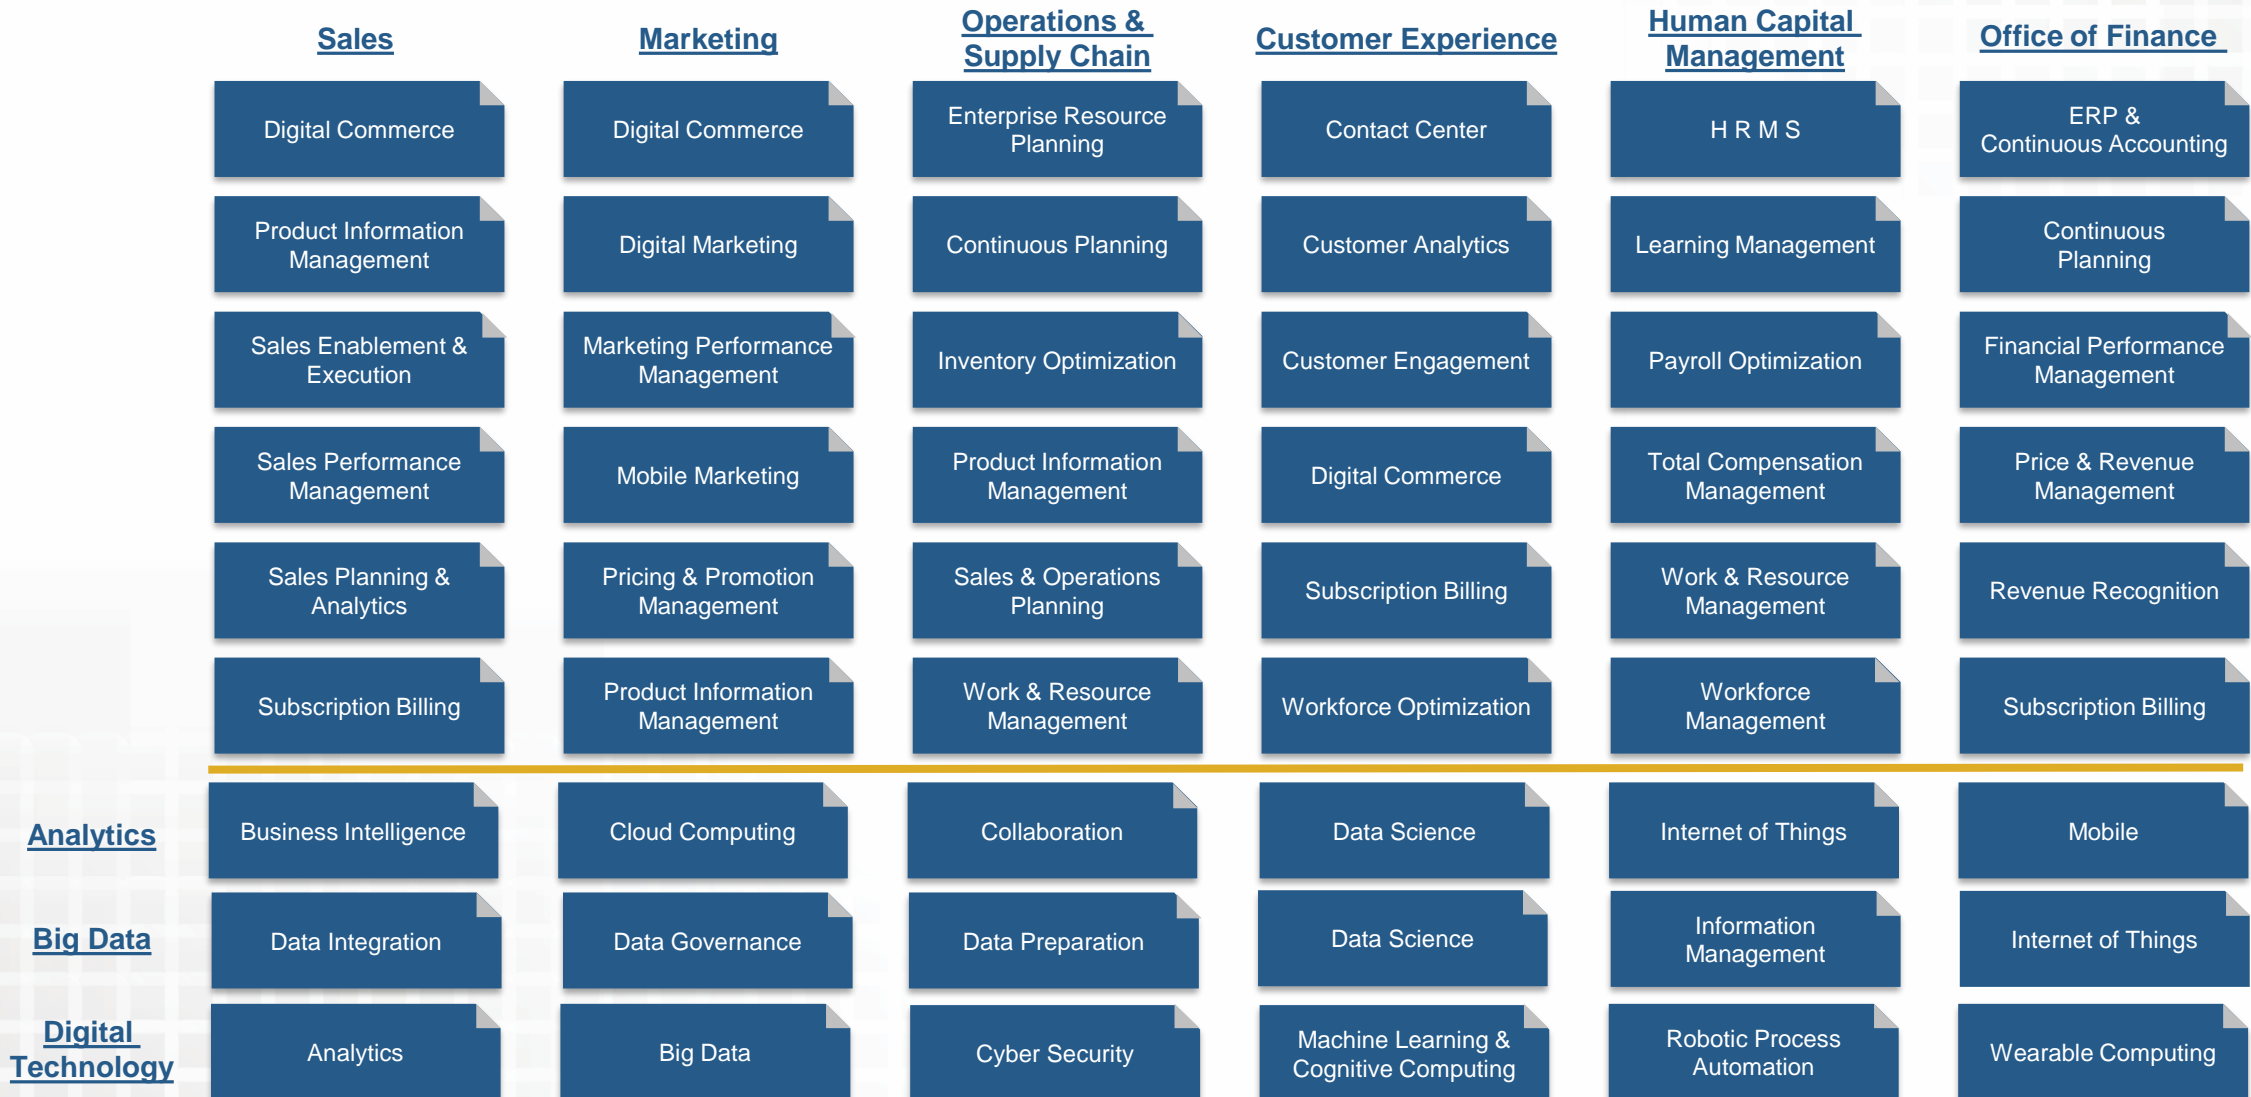 Sales
Marketing
Operations &
Supply Chain
Customer Experience
Human Capital
Management
Office of Finance
Digital Commerce
Digital Commerce
Enterprise Resource
Planning
Contact Center
H R M S
ERP &
Continuous Accounting
Product Information
Management
Digital Marketing
Continuous Planning
Customer Analytics
Learning Management
Continuous
Planning
Sales Enablement &
Execution
Marketing Performance
Management
Inventory Optimization
Customer Engagement
Payroll Optimization
Financial Performance
Management
Sales Performance
Management
Mobile Marketing
Product Information
Management
Digital Commerce
Total Compensation
Management
Price & Revenue
Management
Sales Planning &
Analytics
Pricing & Promotion
Management
Sales & Operations
Planning
Subscription Billing
Work & Resource
Management
Revenue Recognition
Subscription Billing
Product Information
Management
Work & Resource
Management
Workforce Optimization
Workforce
Management
Subscription Billing
Analytics
Business Intelligence
Cloud Computing
Collaboration
Data Science
Internet of Things
Mobile
Big Data
Data Integration
Data Governance
Data Preparation
Data Science
Information
Management
Internet of Things
Digital
Technology
Analytics
Big Data
Cyber Security
Machine Learning &
Cognitive Computing
Robotic Process
Automation
Wearable Computing